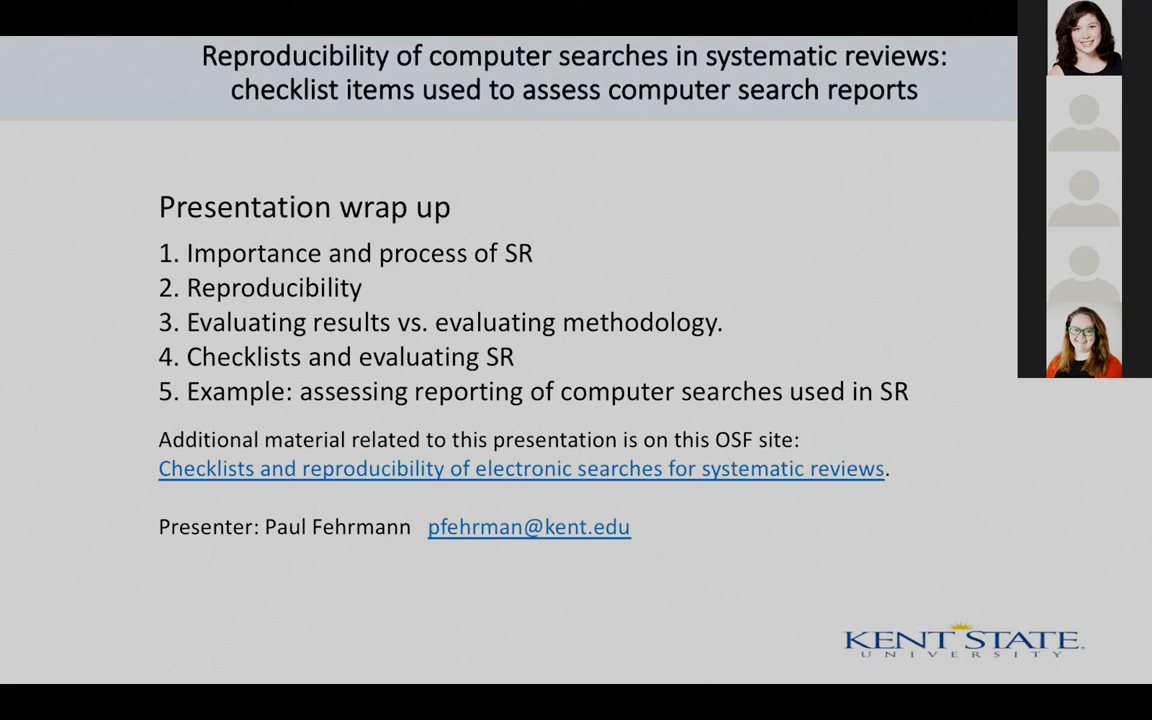 Reproducibility of computer searches in systematic reviews:
checklist items used to assess computer search reports
Presentation wrap up
1. Importance and process of SR
2. Reproducibility
3. Evaluating results vs. evaluating methodology.
4. Checklists and evaluating SR
5. Example: assessing reporting of computer searches used in SR
Additional material related to this presentation is on this OSF site:
Checklists and reproducibility of electronic searches for systematic reviews.
Presenter: Paul Fehrmann pfehrman@kent.edu
KENT STATE.
UNIVERSITY